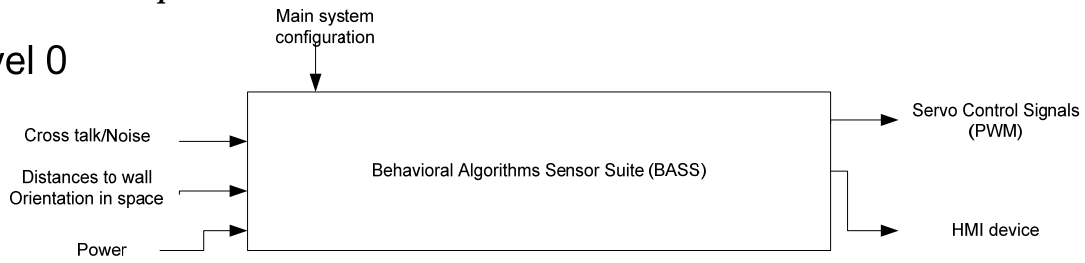 Main system
configuration
vel 0
Cross talk/Noise
Distances to wall
Orientation in space
Power
Behavioral Algorithms Sensor Suite (BASS)
Servo Control Signals
(PWM)
HMI device